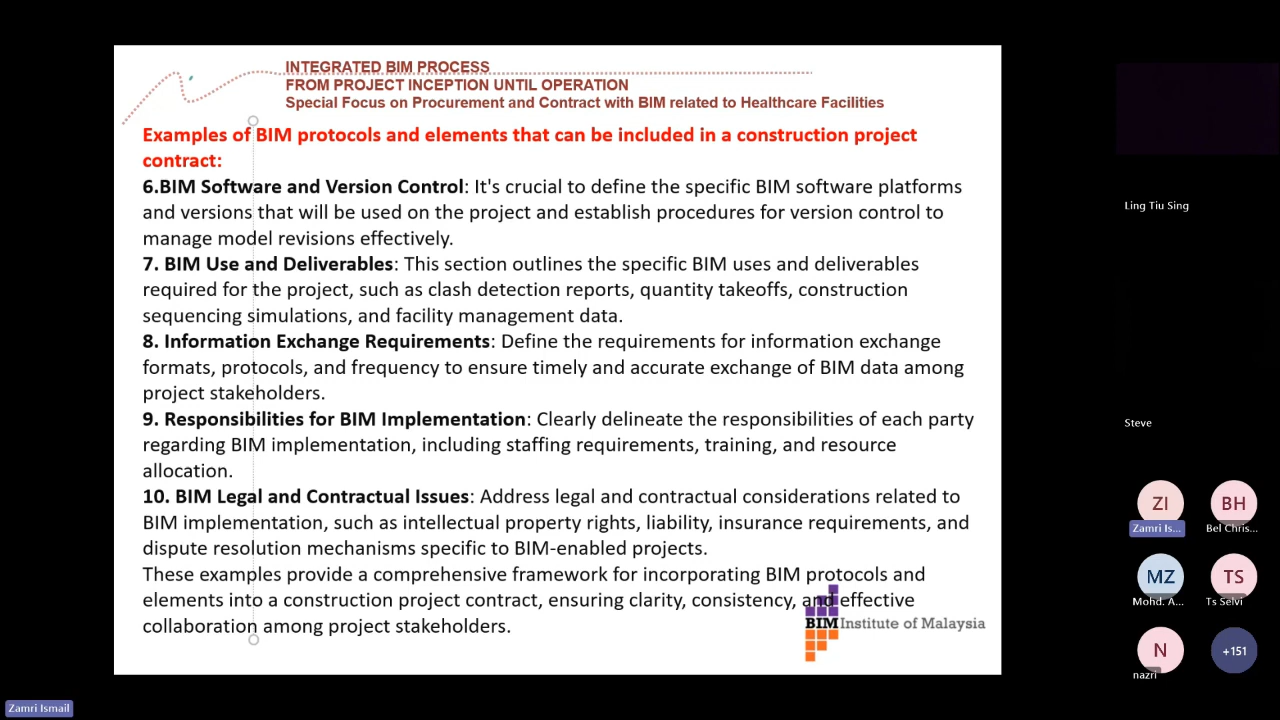 INTEGRATED BIM PROCESS
FROM PROJECT INCEPTION UNTIL OPERATION
Special Focus on Procurement and Contract with BIM related to Healthcare Facilities
Examples of BIM protocols and elements that can be included in a construction project
contract:
6.BIM Software and Version Control: It's crucial to define the specific BIM software platforms
and versions that will be used on the project and establish procedures for version control to
manage model revisions effectively.
7. BIM Use and Deliverables: This section outlines the specific BIM uses and deliverables
required for the project, such as clash detection reports, quantity takeoffs, construction
sequencing simulations, and facility management data.
8. Information Exchange Requirements: Define the requirements for information exchange
formats, protocols, and frequency to ensure timely and accurate exchange of BIM data among
project stakeholders.
9. Responsibilities for BIM Implementation: Clearly delineate the responsibilities of each party
regarding BIM implementation, including staffing requirements, training, and resource
allocation.
10. BIM Legal and Contractual Issues: Address legal and contractual considerations related to
BIM implementation, such as intellectual property rights, liability, insurance requirements, and
dispute resolution mechanisms specific to BIM-enabled projects.
These examples provide a comprehensive framework for incorporating BIM protocols and
elements into a construction project contract, ensuring clarity, consistency, and effective
collaboration among project stakeholders.
BIM Institute of Malaysia
Ling Tiu Sing
Steve
ZI
BH
Zamri Is...
Bel Chris...
MZ
TS
Mohd. A...
Ts Selvi
N
+151
nazri
Zamri Ismail